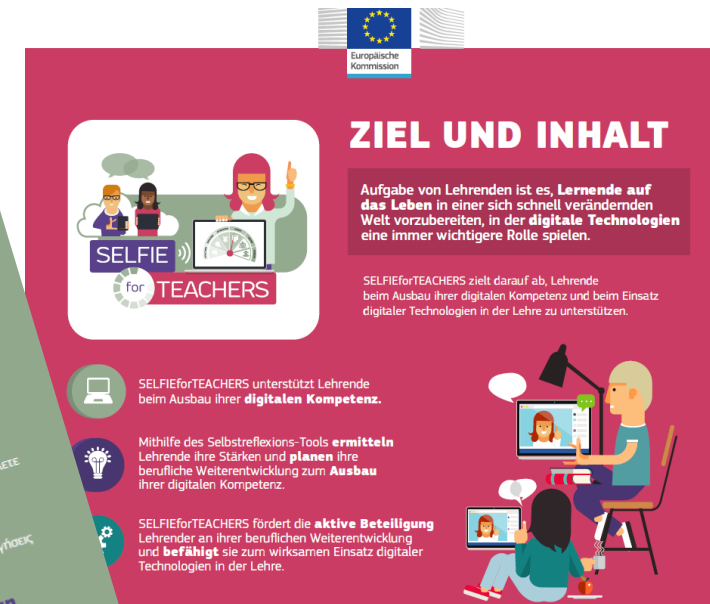 Europäische
Kommission
ZIEL UND INHALT
Aufgabe von Lehrenden ist es, Lernende auf
das Leben in einer sich schnell verändernden
Welt vorzubereiten, in der digitale Technologien
eine immer wichtigere Rolle spielen.
SELFIE
for TEACHERS
SELFIEforTEACHERS zielt darauf ab, Lehrende
beim Ausbau ihrer digitalen Kompetenz und beim Einsatz
digitaler Technologien in der Lehre zu unterstützen.
SELFIEforTEACHERS unterstützt Lehrende
beim Ausbau ihrer digitalen Kompetenz.
Mithilfe des Selbstreflexions-Tools ermitteln
Lehrende ihre Stärken und planen ihre
berufliche Weiterentwicklung zum Ausbau
ihrer digitalen Kompetenz.
SELFIEforTEACHERS fördert die aktive Beteiligung
Lehrender an ihrer beruflichen Weiterentwicklung
und befähigt sie zum wirksamen Einsatz digitaler
Technologien in der Lehre.